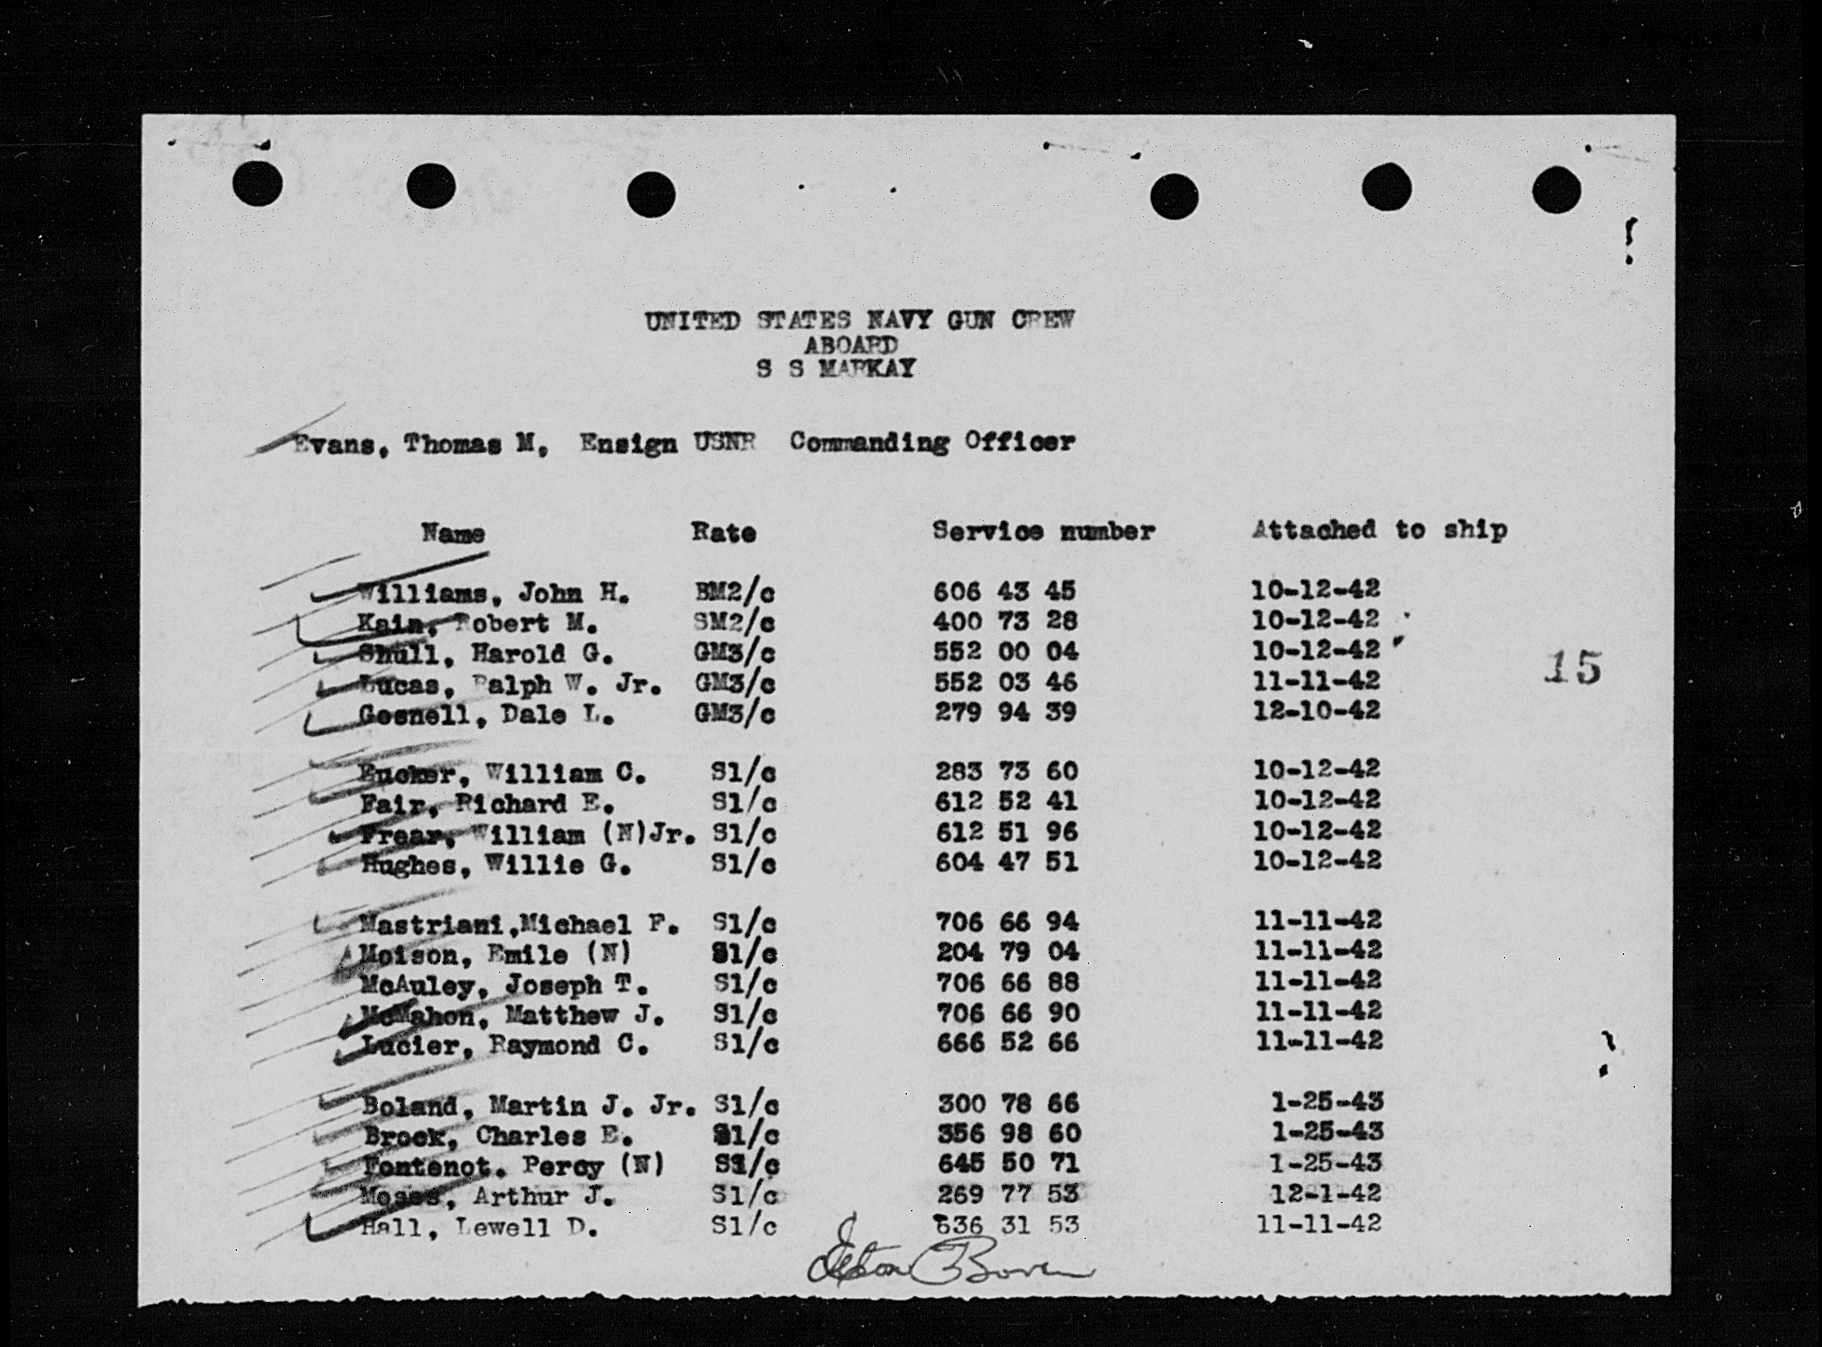 UNITED STATES NAVY GUN CREW
ABOARD
S S MARKAY
Evans, Thomas M, Ensign USNR Commanding Officer
Name Rate Service number Attached to ship
Williams, John H. BM2/c 606 43 45 10-12-42
Kain, Robert M. SM2/c 400 73 28 10-12-42
Shull, Harold G. GM3/c 552 00 04 10-12-42
15
Lucas, Ralph W. Jr. GM3/c 552 03 46 11-11-42
Gosnell, Dale L. GM3/c 279 94 39 12-10-42
Rucker, William C. S1/c 283 73 60 10-12-42
Fair, Richard E. S1/c 612 52 41 10-12-42
Frear, William (N)Jr. S1/c 612 51 96 10-12-42
Hughes, Willie G. S1/c 604 47 51 10-12-42
Mastriani,Michael F. S1/c 706 66 94 11-11-42
Moison, Emile (N) S1/c 204 79 04 11-11-42
McAuley, Joseph T. S1/c 706 66 88 11-11-42
McMahon, Matthew J. S1/c 706 66 90 11-11-42
Lucier, Raymond C. S1/c 666 52 66 11-11-42
Boland, Martin J. Jr. S1/c 300 78 66 1-25-43
Brock, Charles E. S1/c 356 98 60 1-25-43
Fontenot. Percy (N) S1/c 645 50 71 1-25-43
Moses, Arthur J. S1/c 269 77 53 12-1-42
Hall, Lewell D. S1/c 636 31 53 11-11-42